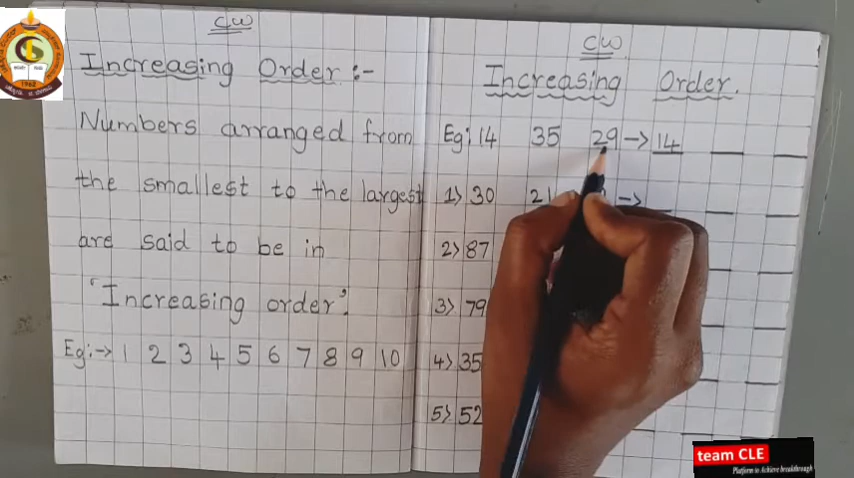 CW
Increasing Order :-
Numbers arranged from
the smallest to the largest
are said to be in
'Increasing order'.
Eg:-> 1 2 3 4 5 6 7 8 9 10
CW
Increasing Order.
Eg: 14 35 29 -> 14
1) 30
2) 87
3) 79
4) 35
5) 52
team CLE
Platform to Achieve breakthrough